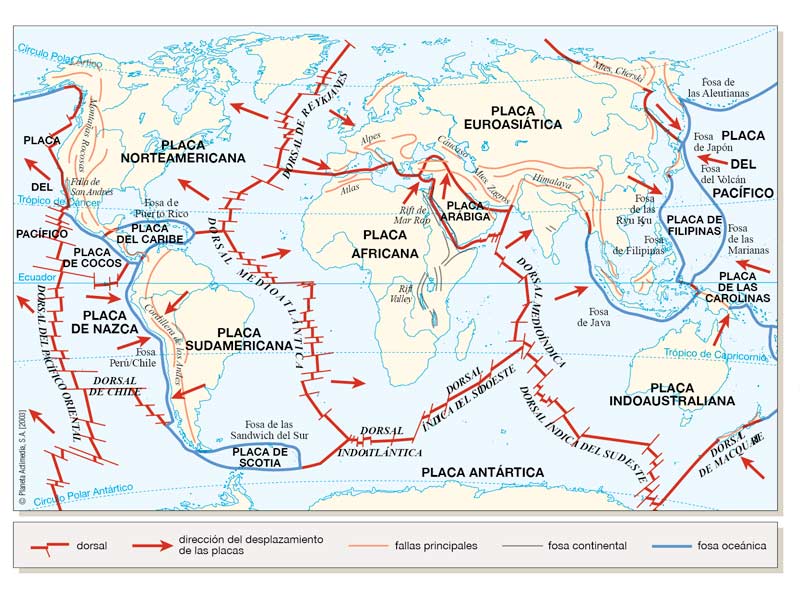 Círculo Polar Ártico
Montañas Rocosas
PLACA
NORTEAMERICANA
DORSAL DE REYKJANES
Alpes
Cáucaso
Atlas
Mtes. Zagros
Himalaya
PLACA
EUROASIÁTICA
Mtes. Cherski
Fosa de
las Aleutianas
Fosa
de Japón
PLACA
DEL
PACÍFICO
Fosa
del Volcán
PLACA
DEL
PACÍFICO
Falla de
San Andrés
Trópico de Cáncer
Fosa de
Puerto Rico
PLACA
DEL CARIBE
PLACA
DE COCOS
Rift de
Mar Rojo
PLACA
ARÁBIGA
PLACA
AFRICANA
Rift
Valley
Fosa
de las
Ryu Kyu
PLACA DE
FILIPINAS
Fosa
de Filipinas
Fosa
de las
Marianas
PLACA
DE LAS
CAROLINAS
Ecuador
DORSAL DEL PACÍFICO ORIENTAL
PLACA
DE NAZCA
Cordillera de los Andes
PLACA
SUDAMERICANA
DORSAL MEDIOATLÁNTICA
DORSAL MEDIOÍNDICA
Fosa
de Java
Fosa
Perú/Chile
Trópico de Capricornio
DORSAL
DE CHILE
DORSAL
ÍNDICA DEL SUDOESTE
DORSAL ÍNDICA DEL SUDESTE
PLACA
INDOAUSTRALIANA
Fosa de las
Sandwich del Sur
PLACA DE
SCOTIA
DORSAL
INDOATLÁNTICA
DORSAL
DE MACQUARIE
PLACA ANTÁRTICA
Círculo Polar Antártico
© Planeta Actimedia, S.A. [2003]
dorsal
dirección del desplazamiento
de las placas
fallas principales
fosa continental
fosa oceánica